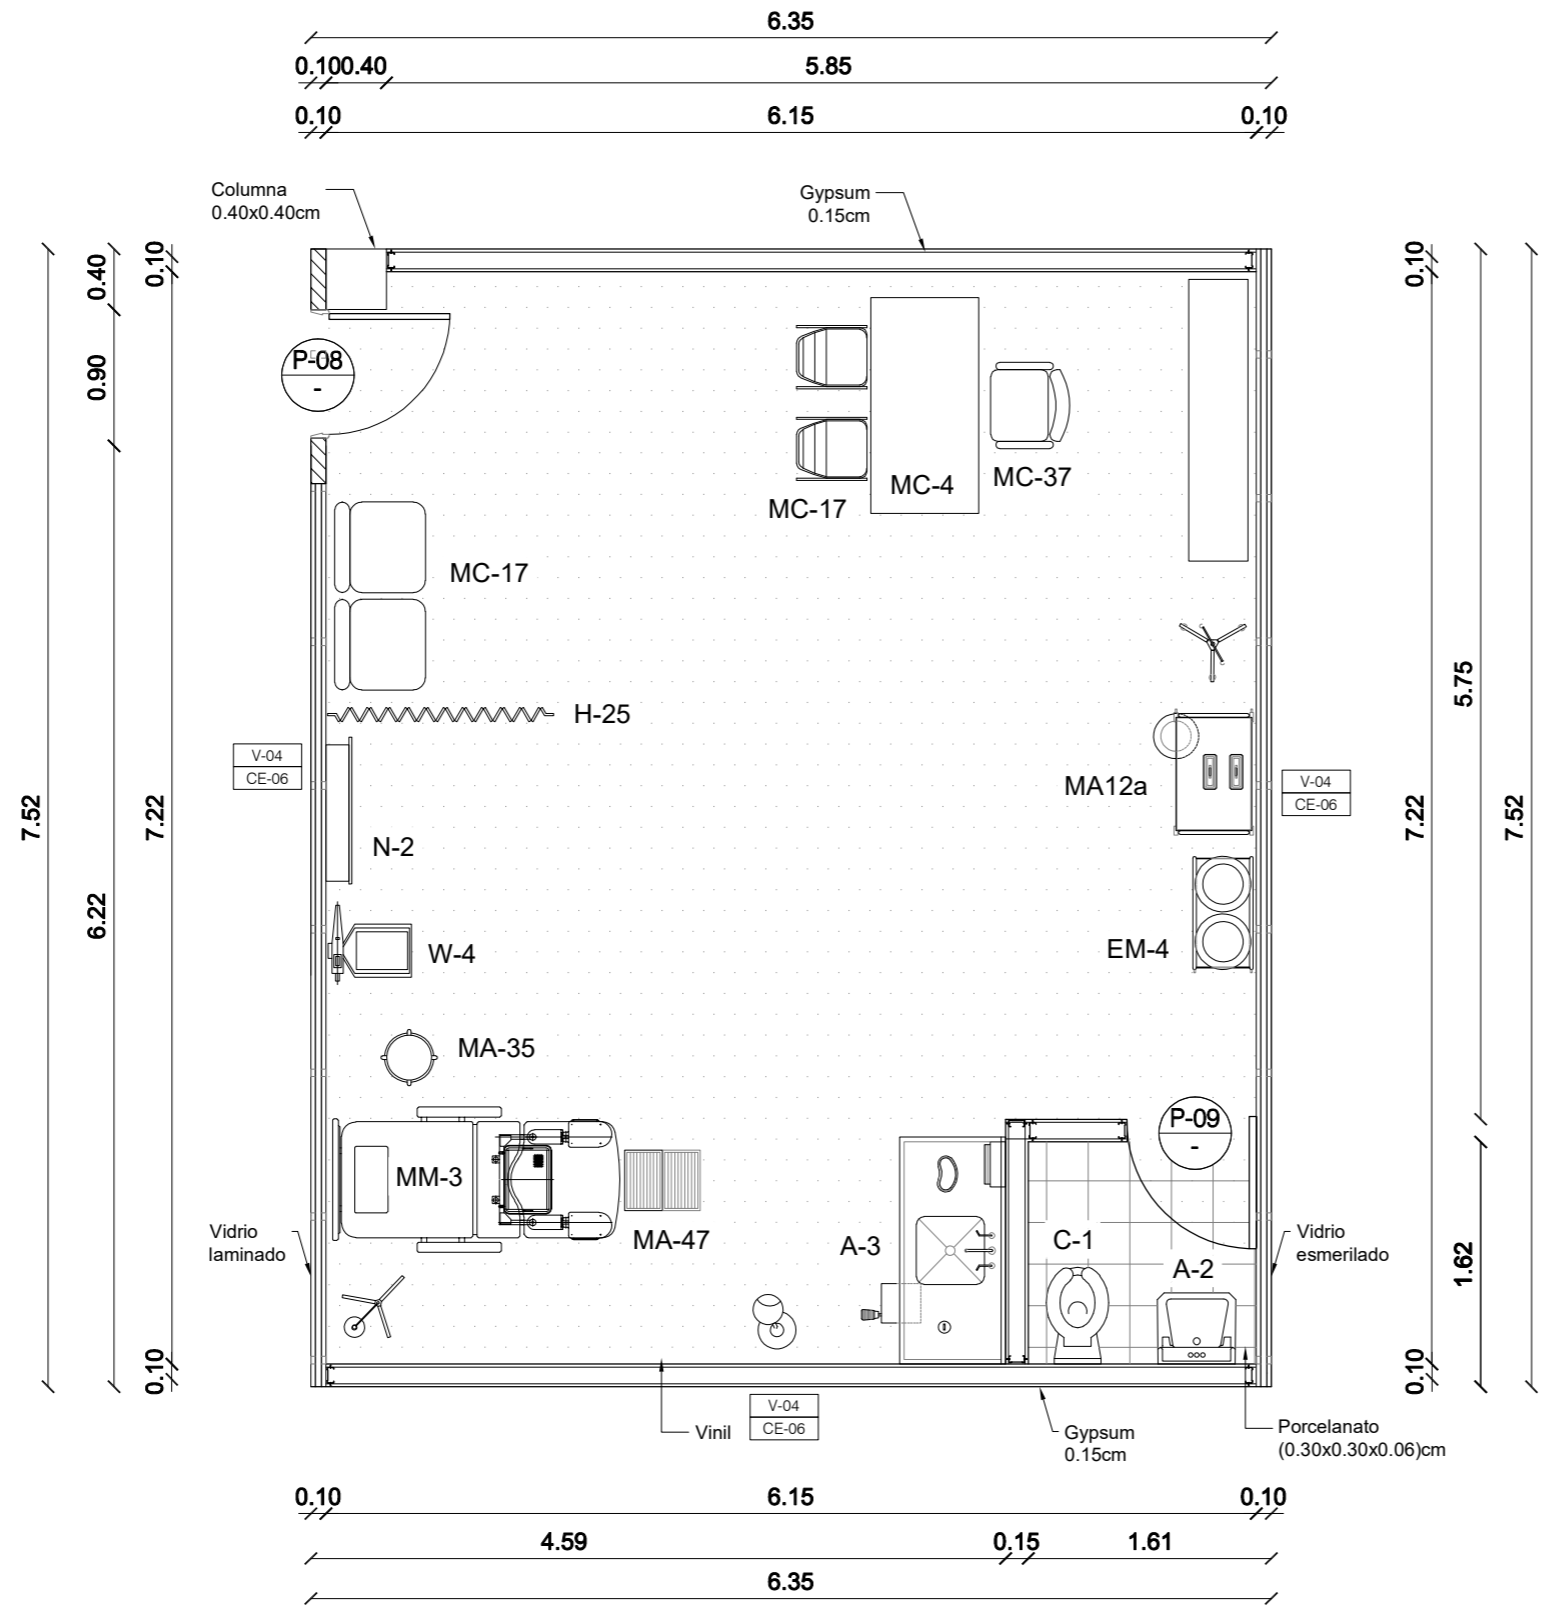 6.35
0.10 0.40 5.85
0.10 6.15 0.10
Columna
0.40x0.40cm
Gypsum
0.15cm
0.40
0.10
0.10
P-08
-
0.90
MC-17
MC-4
MC-37
MC-17
H-25
V-04
CE-06
V-04
CE-06
MA12a
5.75
7.52
6.22
7.22
7.22
7.52
N-2
W-4
EM-4
MA-35
P-09
-
MM-3
MA-47
A-3
C-1
A-2
Vidrio
laminado
Vidrio
esmerilado
1.62
0.10
0.10
Vinil
V-04
CE-06
Gypsum
0.15cm
Porcelanato
(0.30x0.30x0.06)cm
0.10 6.15 0.10
4.59 0.15 1.61
6.35